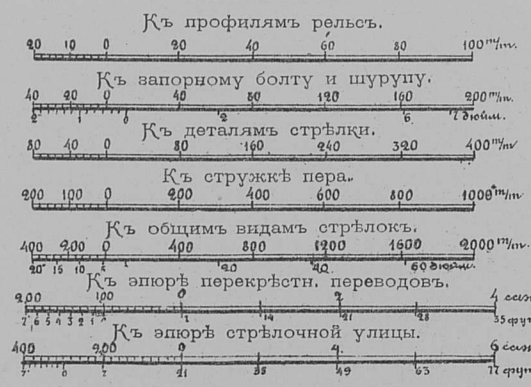 Къ профилямъ рельсъ.
20 10 0 20 40 60 80 100 m/m.
Къ запорному болту и шурупу.
40 20 0 40 80 120 160 200 m/m.
2 1 0 2 6 7 дюйм.
Къ деталямъ стрѣлки.
80 40 0 80 160 240 320 400 m/m
Къ стружкѣ пера.
200 100 0 200 400 600 800 1000 m/m
Къ общимъ видамъ стрѣлокъ.
400 200 0 400 800 1200 1600 2000 m/m.
20 15 10 5 1 20 40 60 дюйм.
Къ эпюрѣ перекрѣстн. переводовъ.
200 100 0 2 4 саж
7 6 5 4 3 2 1 7 14 21 28 35 фут
Къ эпюрѣ стрѣлочной улицы.
400 200 0 4 6 саж
7 0 7 21 35 49 63 77 фут